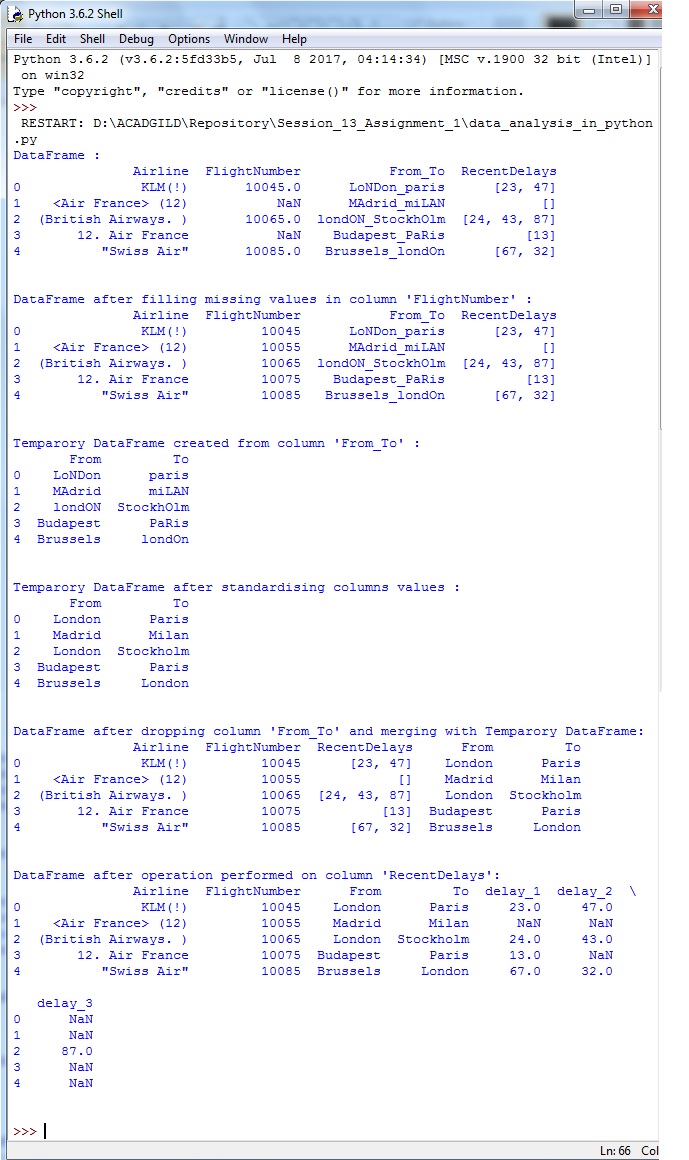 Python 3.6.2 Shell
File Edit Shell Debug Options Window Help
Python 3.6.2 (v3.6.2:5fd33b5, Jul  8 2017, 04:14:34) [MSC v.1900 32 bit (Intel)]
 on win32
Type "copyright", "credits" or "license()" for more information.
>>>
 RESTART: D:\ACADGILD\Repository\Session_13_Assignment_1\data_analysis_in_python
.py
DataFrame :
               Airline  FlightNumber           From_To  RecentDelays
0               KLM(!)       10045.0      LoNDon_paris      [23, 47]
1    <Air France> (12)           NaN      MAdrid_miLAN            []
2  (British Airways. )       10065.0  londON_StockhOlm  [24, 43, 87]
3       12. Air France           NaN    Budapest_PaRis          [13]
4          "Swiss Air"       10085.0   Brussels_londOn      [67, 32]
DataFrame after filling missing values in column 'FlightNumber' :
               Airline  FlightNumber           From_To  RecentDelays
0               KLM(!)         10045      LoNDon_paris      [23, 47]
1    <Air France> (12)         10055      MAdrid_miLAN            []
2  (British Airways. )         10065  londON_StockhOlm  [24, 43, 87]
3       12. Air France         10075    Budapest_PaRis          [13]
4          "Swiss Air"         10085   Brussels_londOn      [67, 32]
Temparory DataFrame created from column 'From_To' :
       From         To
0    LoNDon      paris
1    MAdrid      miLAN
2    londON  StockhOlm
3  Budapest      PaRis
4  Brussels     londOn
Temparory DataFrame after standardising columns values :
       From         To
0    London      Paris
1    Madrid      Milan
2    London  Stockholm
3  Budapest      Paris
4  Brussels     London
DataFrame after dropping column 'From_To' and merging with Temparory DataFrame:
               Airline  FlightNumber  RecentDelays      From         To
0               KLM(!)         10045      [23, 47]    London      Paris
1    <Air France> (12)         10055            []    Madrid      Milan
2  (British Airways. )         10065  [24, 43, 87]    London  Stockholm
3       12. Air France         10075          [13]  Budapest      Paris
4          "Swiss Air"         10085      [67, 32]  Brussels     London
DataFrame after operation performed on column 'RecentDelays':
               Airline  FlightNumber      From         To  delay_1  delay_2  \
0               KLM(!)         10045    London      Paris     23.0     47.0
1    <Air France> (12)         10055    Madrid      Milan      NaN      NaN
2  (British Airways. )         10065    London  Stockholm     24.0     43.0
3       12. Air France         10075  Budapest      Paris     13.0      NaN
4          "Swiss Air"         10085  Brussels     London     67.0     32.0
   delay_3
0      NaN
1      NaN
2     87.0
3      NaN
4      NaN
>>>
Ln: 66 Col